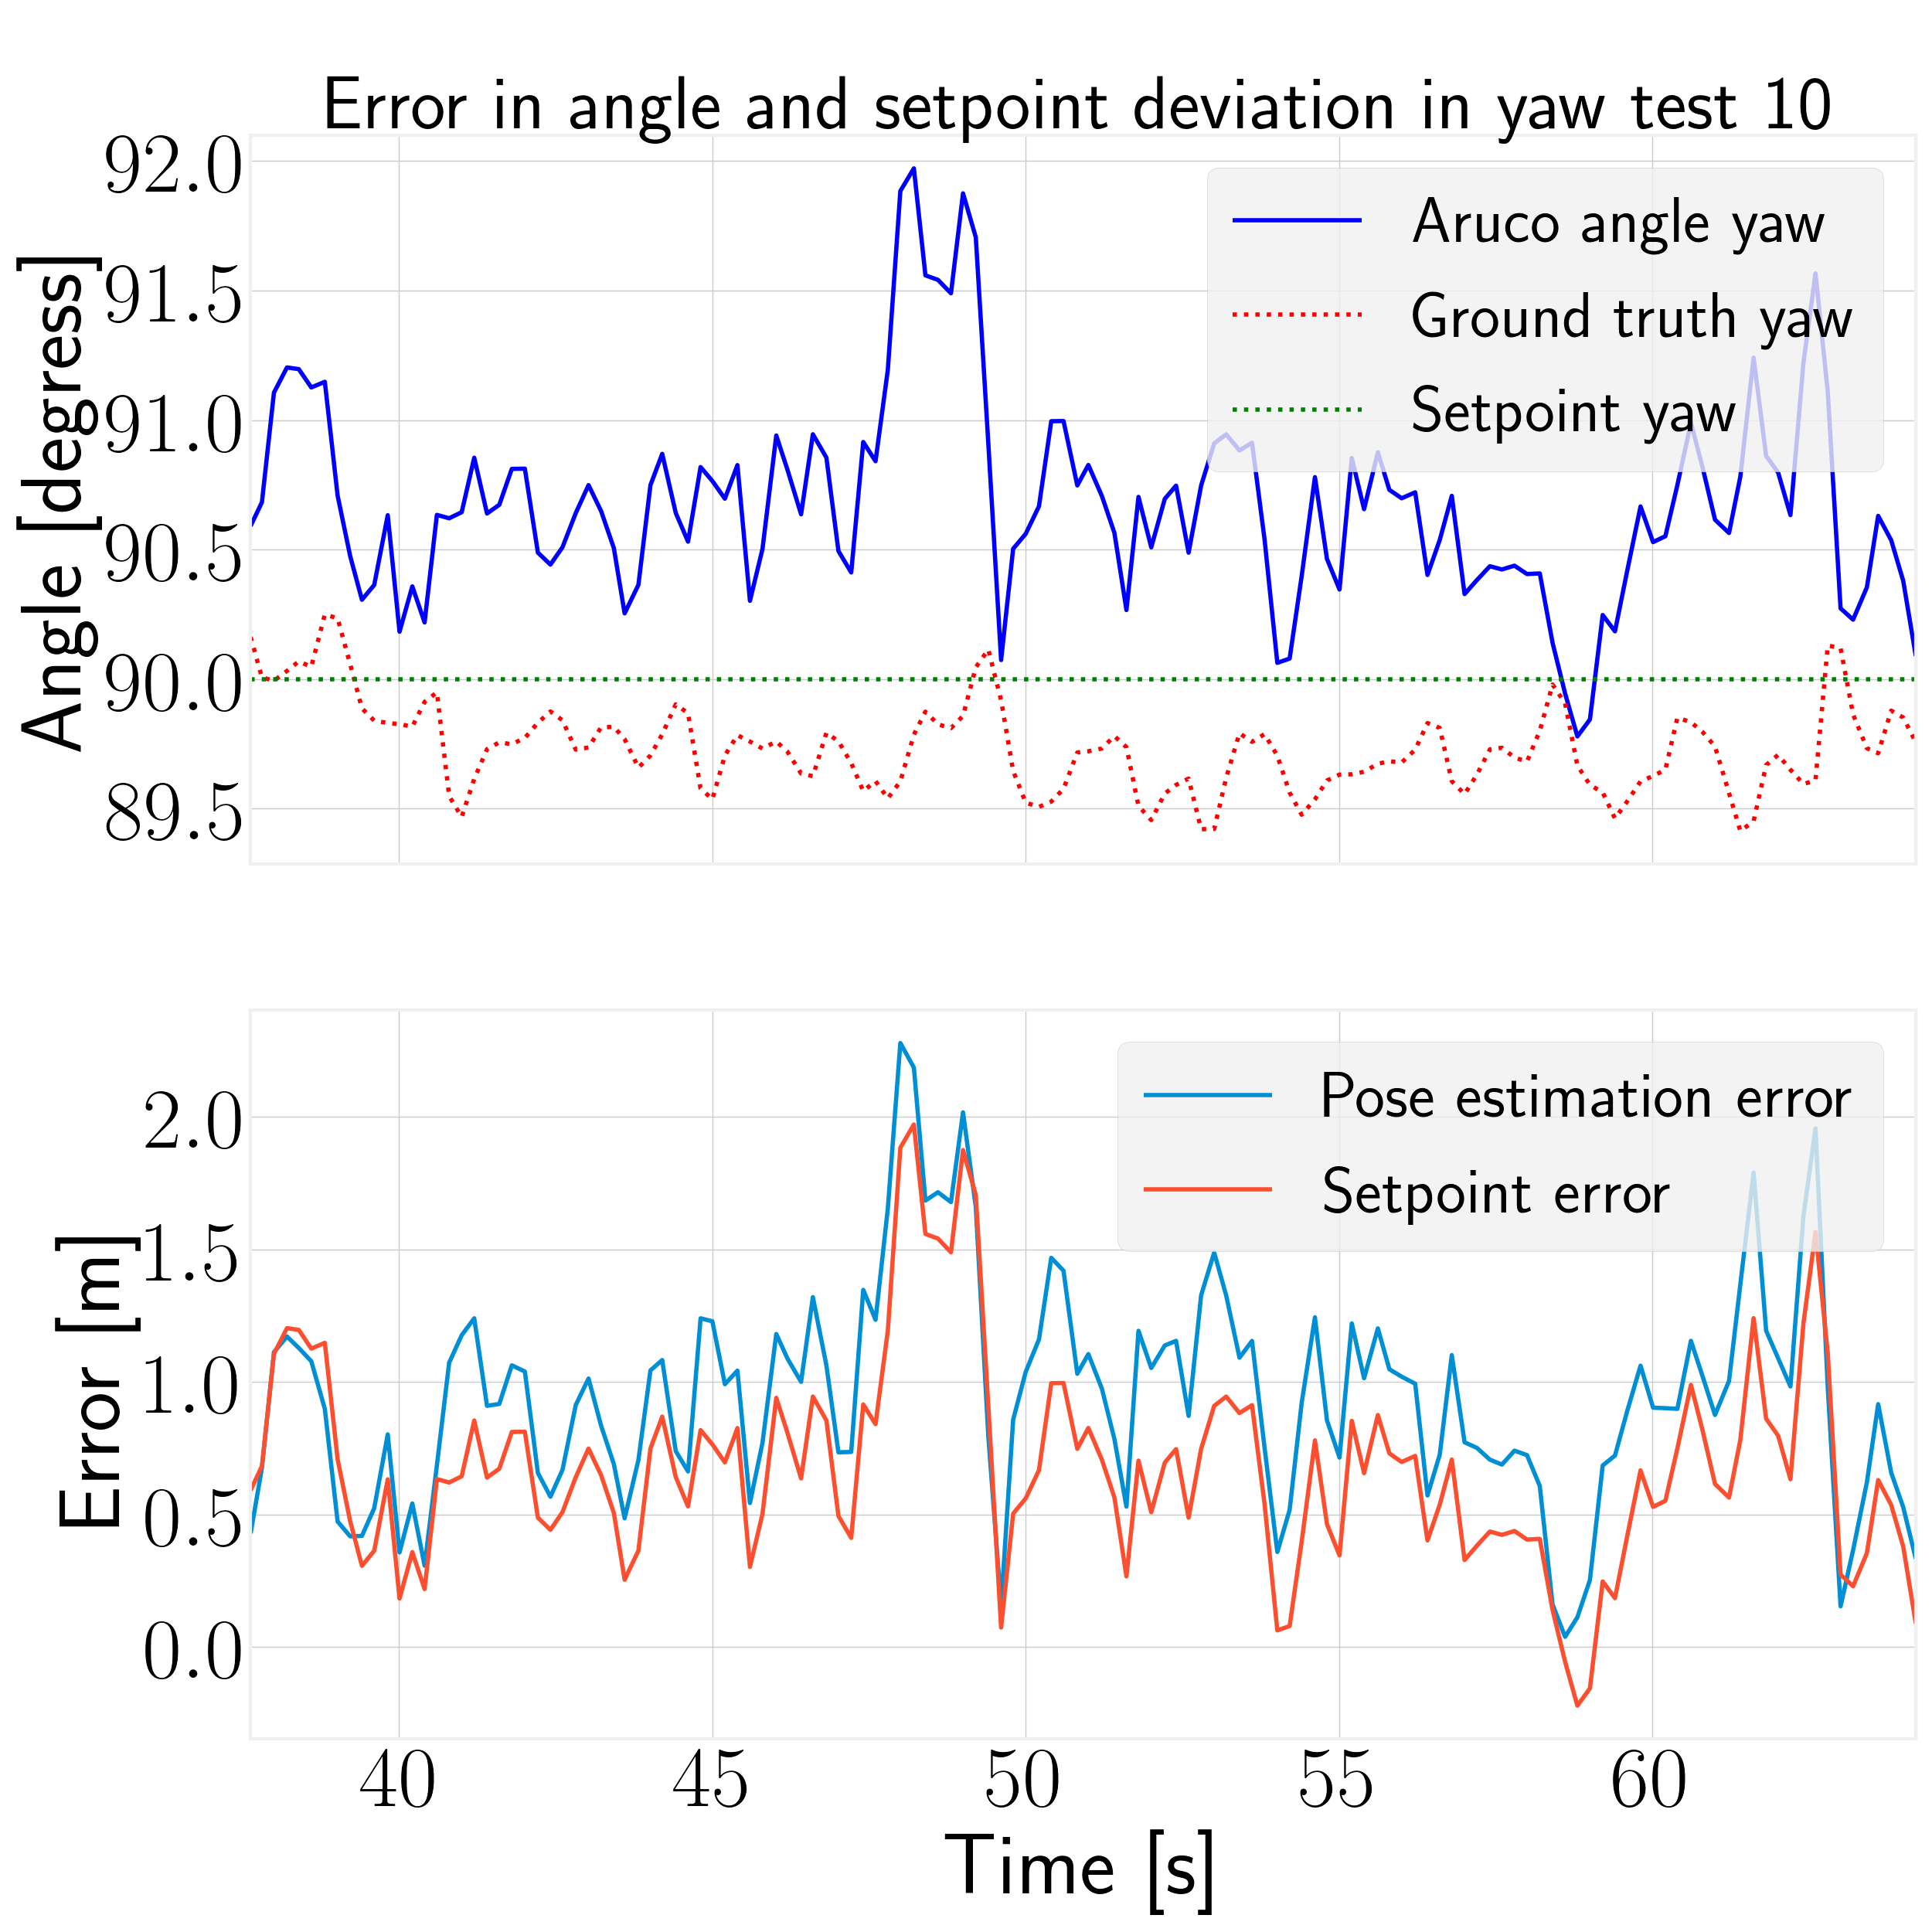 Error in angle and setpoint deviation in yaw test 10
Angle [degress]
92.0
91.5
91.0
90.5
90.0
89.5
Aruco angle yaw
Ground truth yaw
Setpoint yaw
Error [m]
2.0
1.5
1.0
0.5
0.0
Pose estimation error
Setpoint error
40 45 50 55 60
Time [s]